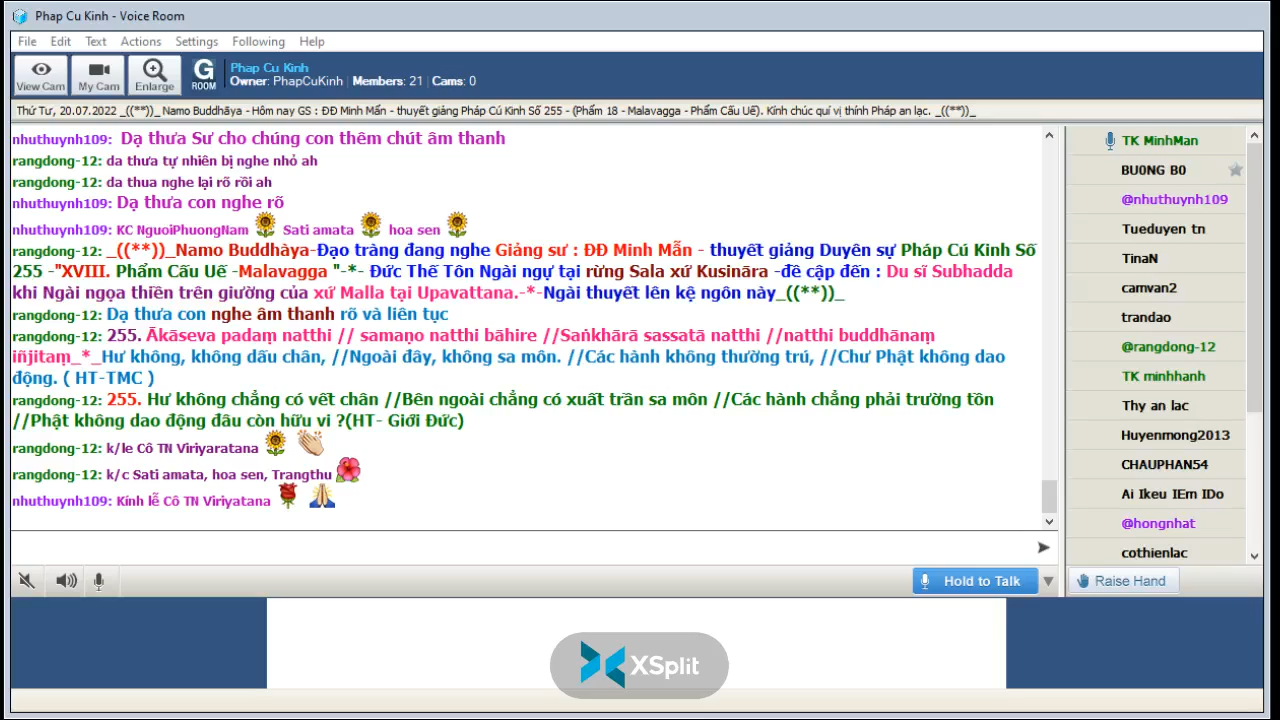 Phap Cu Kinh - Voice Room
File Edit Text Actions Settings Following Help
View Cam My Cam Enlarge G ROOM
Phap Cu Kinh
Owner: PhapCuKinh Members: 21 Cams: 0
Thứ Tư, 20.07.2022 _((**))_ Namo Buddhãya - Hôm nay GS : ĐĐ Minh Mẩn - thuyết giảng Pháp Cú Kinh Số 255 - (Phẩm 18 - Malavagga - Phẩm Cấu Uế). Kính chúc quí vị thính Pháp an lạc. _((**))_
nhuthuynh109: Dạ thưa Sư cho chúng con thêm chút âm thanh
rangdong-12: da thưa tự nhiên bị nghe nhỏ ah
rangdong-12: da thua nghe lại rõ rồi ah
nhuthuynh109: Dạ thưa con nghe rõ
nhuthuynh109: KC NguoiPhuongNam 🌻 Sati amata 🌻 hoa sen 🌻
rangdong-12: _((**))_Namo Buddhàya-Đạo tràng đang nghe Giảng sư : ĐĐ Minh Mẫn - thuyết giảng Duyên sự Pháp Cú Kinh Số
255 -"XVIII. Phẩm Cấu Uế -Malavagga "-*- Đức Thế Tôn Ngài ngự tại rừng Sala xứ Kusināra -đề cập đến : Du sĩ Subhadda
khi Ngài ngọa thiền trên giường của xứ Malla tại Upavattana.-*-Ngài thuyết lên kệ ngôn này_((**))_
rangdong-12: Dạ thưa con nghe âm thanh rõ và liên tục
rangdong-12: 255. Ākāseva padaṃ natthi // samaṇo natthi bāhire //Saṅkhārā sassatā natthi //natthi buddhānaṃ
iñjitaṃ_*_Hư không, không dấu chân, //Ngoài đây, không sa môn. //Các hành không thường trú, //Chư Phật không dao
động. ( HT-TMC )
rangdong-12: 255. Hư không chẳng có vết chân //Bên ngoài chẳng có xuất trần sa môn //Các hành chẳng phải trường tồn
//Phật không dao động đâu còn hữu vi ?(HT- Giới Đức)
rangdong-12: k/le Cô TN Viriyaratana 🌻 👏
rangdong-12: k/c Sati amata, hoa sen, Trangthu 🌺
nhuthuynh109: Kính lễ Cô TN Viriyatana 🌹 🙏
TK MinhMan
BU0NG B0
@nhuthuynh109
Tueduyen tn
TinaN
camvan2
trandao
@rangdong-12
TK minhhanh
Thy an lac
Huyenmong2013
CHAUPHAN54
Ai Ikeu IEm IDo
@hongnhat
cothienlac
Hold to Talk
Raise Hand
XSplit